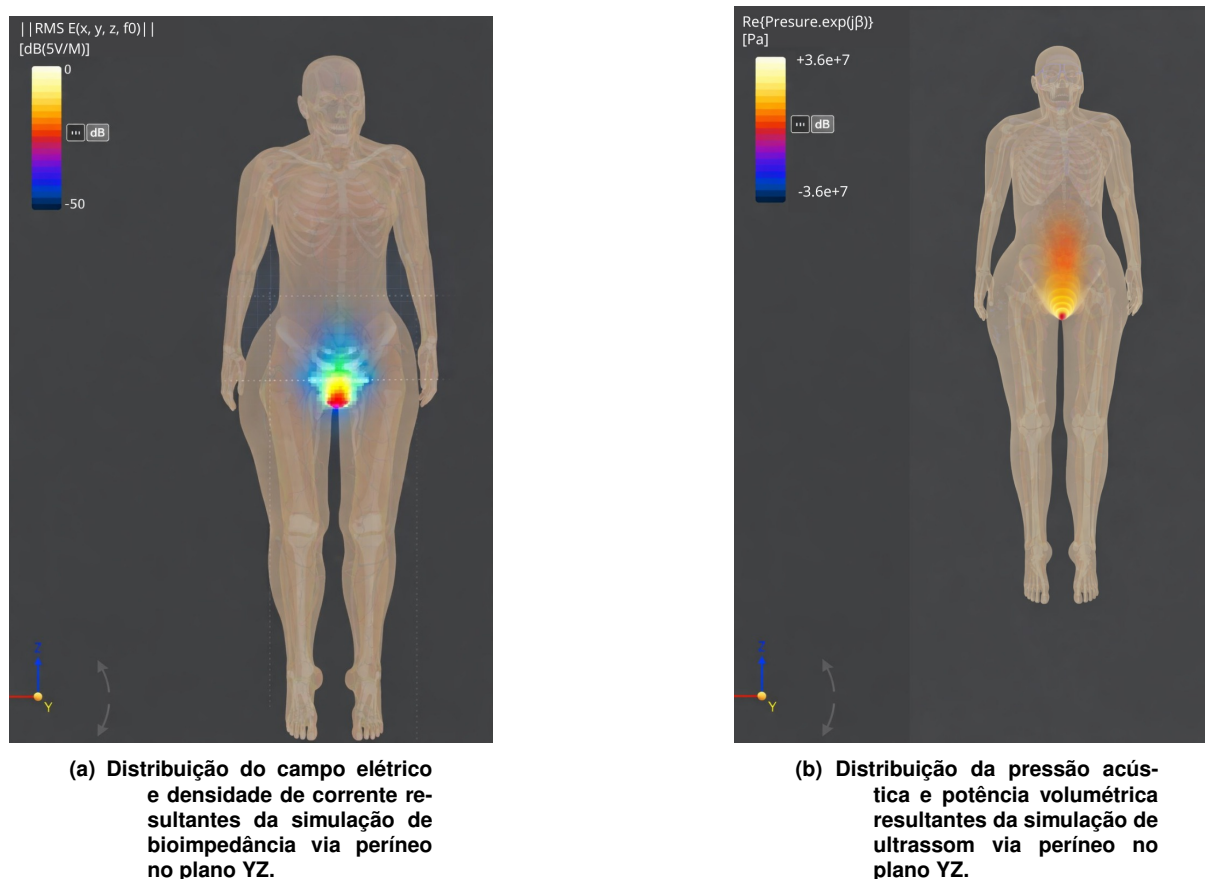 ||RMS E(x, y, z, f0)||
[dB(5V/M)]
0
dB
-50
Z
Y
(a) Distribuição do campo elétrico
e densidade de corrente re-
sultantes da simulação de
bioimpedância via períneo
no plano YZ.
Re{Presure.exp(jβ)}
[Pa]
+3.6e+7
dB
-3.6e+7
Z
Y
(b) Distribuição da pressão acús-
tica e potência volumétrica
resultantes da simulação de
ultrassom via períneo no
plano YZ.